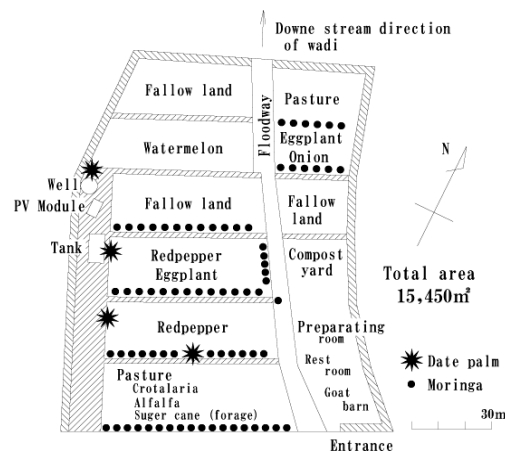 Downe stream direction
of wadi
Fallow land
Pasture
Floodway
Eggplant
Onion
Watermelon
N
Well
PV Module
Fallow land
Fallow
land
Tank
Redpepper
Eggplant
Compost
yard
Total area
15,450㎡
Redpepper
Preparating
room
Rest
room
Goat
barn
Date palm
Moringa
Pasture
Crotalaria
Alfalfa
Suger cane (forage)
Entrance
30m